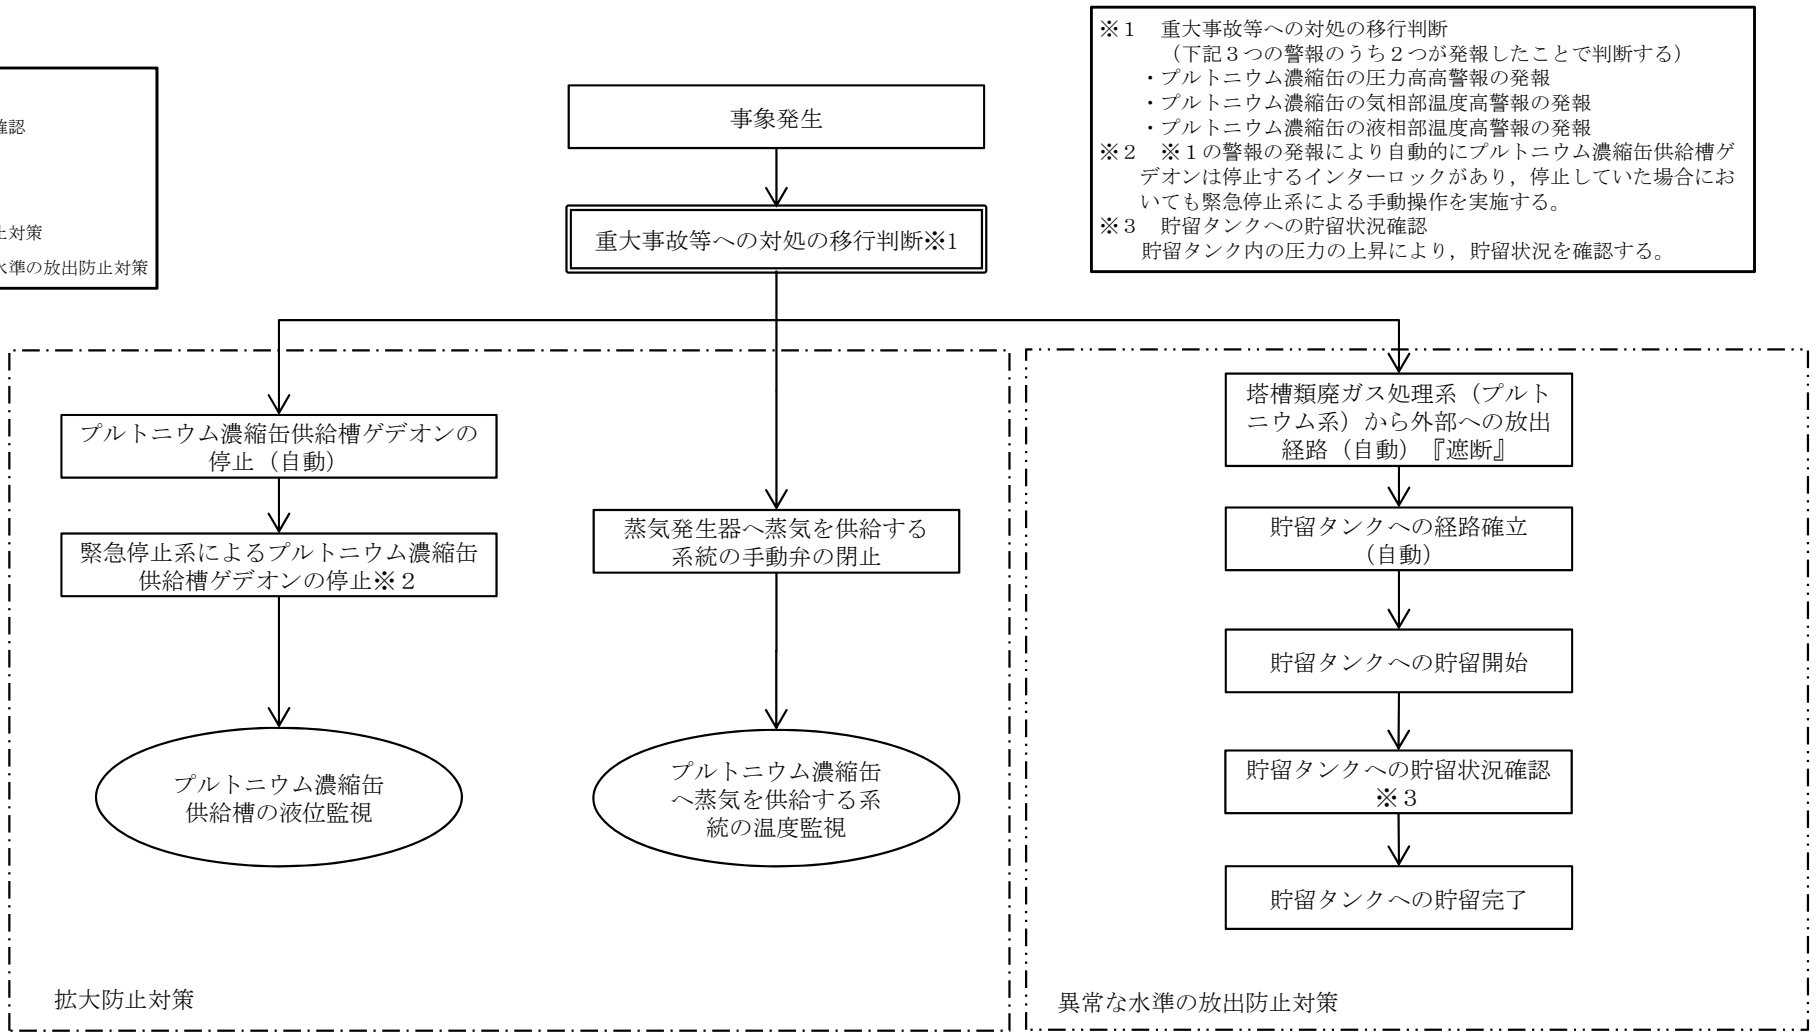 ※１　重大事故等への対処の移行判断
（下記３つの警報のうち２つが発報したことで判断する）
・プルトニウム濃縮缶の圧力高高警報の発報
・プルトニウム濃縮缶の気相部温度高警報の発報
・プルトニウム濃縮缶の液相部温度高警報の発報
※２　※１の警報の発報により自動的にプルトニウム濃縮缶供給槽ゲ
デオンは停止するインターロックがあり，停止していた場合にお
いても緊急停止系による手動操作を実施する。
※３　貯留タンクへの貯留状況確認
貯留タンク内の圧力の上昇により，貯留状況を確認する。
確認
止対策
水準の放出防止対策
事象発生
重大事故等への対処の移行判断※1
プルトニウム濃縮缶供給槽ゲデオンの
停止（自動）
緊急停止系によるプルトニウム濃縮缶
供給槽ゲデオンの停止※２
プルトニウム濃縮缶
供給槽の液位監視
蒸気発生器へ蒸気を供給する
系統の手動弁の閉止
プルトニウム濃縮缶
へ蒸気を供給する系
統の温度監視
拡大防止対策
塔槽類廃ガス処理系（プルト
ニウム系）から外部への放出
経路（自動）『遮断』
貯留タンクへの経路確立
（自動）
貯留タンクへの貯留開始
貯留タンクへの貯留状況確認
※３
貯留タンクへの貯留完了
異常な水準の放出防止対策